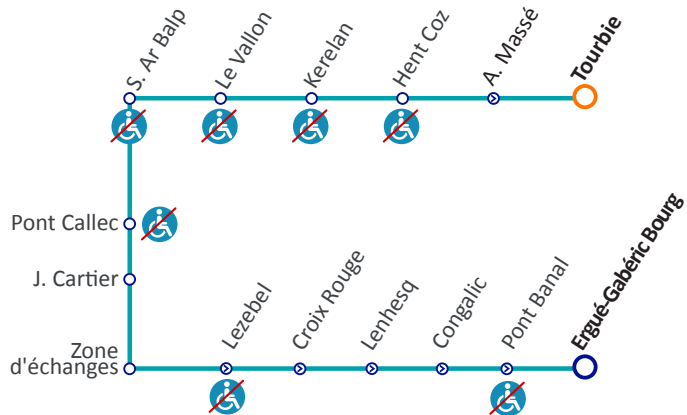 S. Ar Balp
Le Vallon
Kerelan
Hent Coz
A. Massé
Tourbie
Pont Callec
J. Cartier
Zone
d'échanges
Lezebel
Croix Rouge
Lenhesq
Congalic
Pont Banal
Ergué-Gabéric Bourg